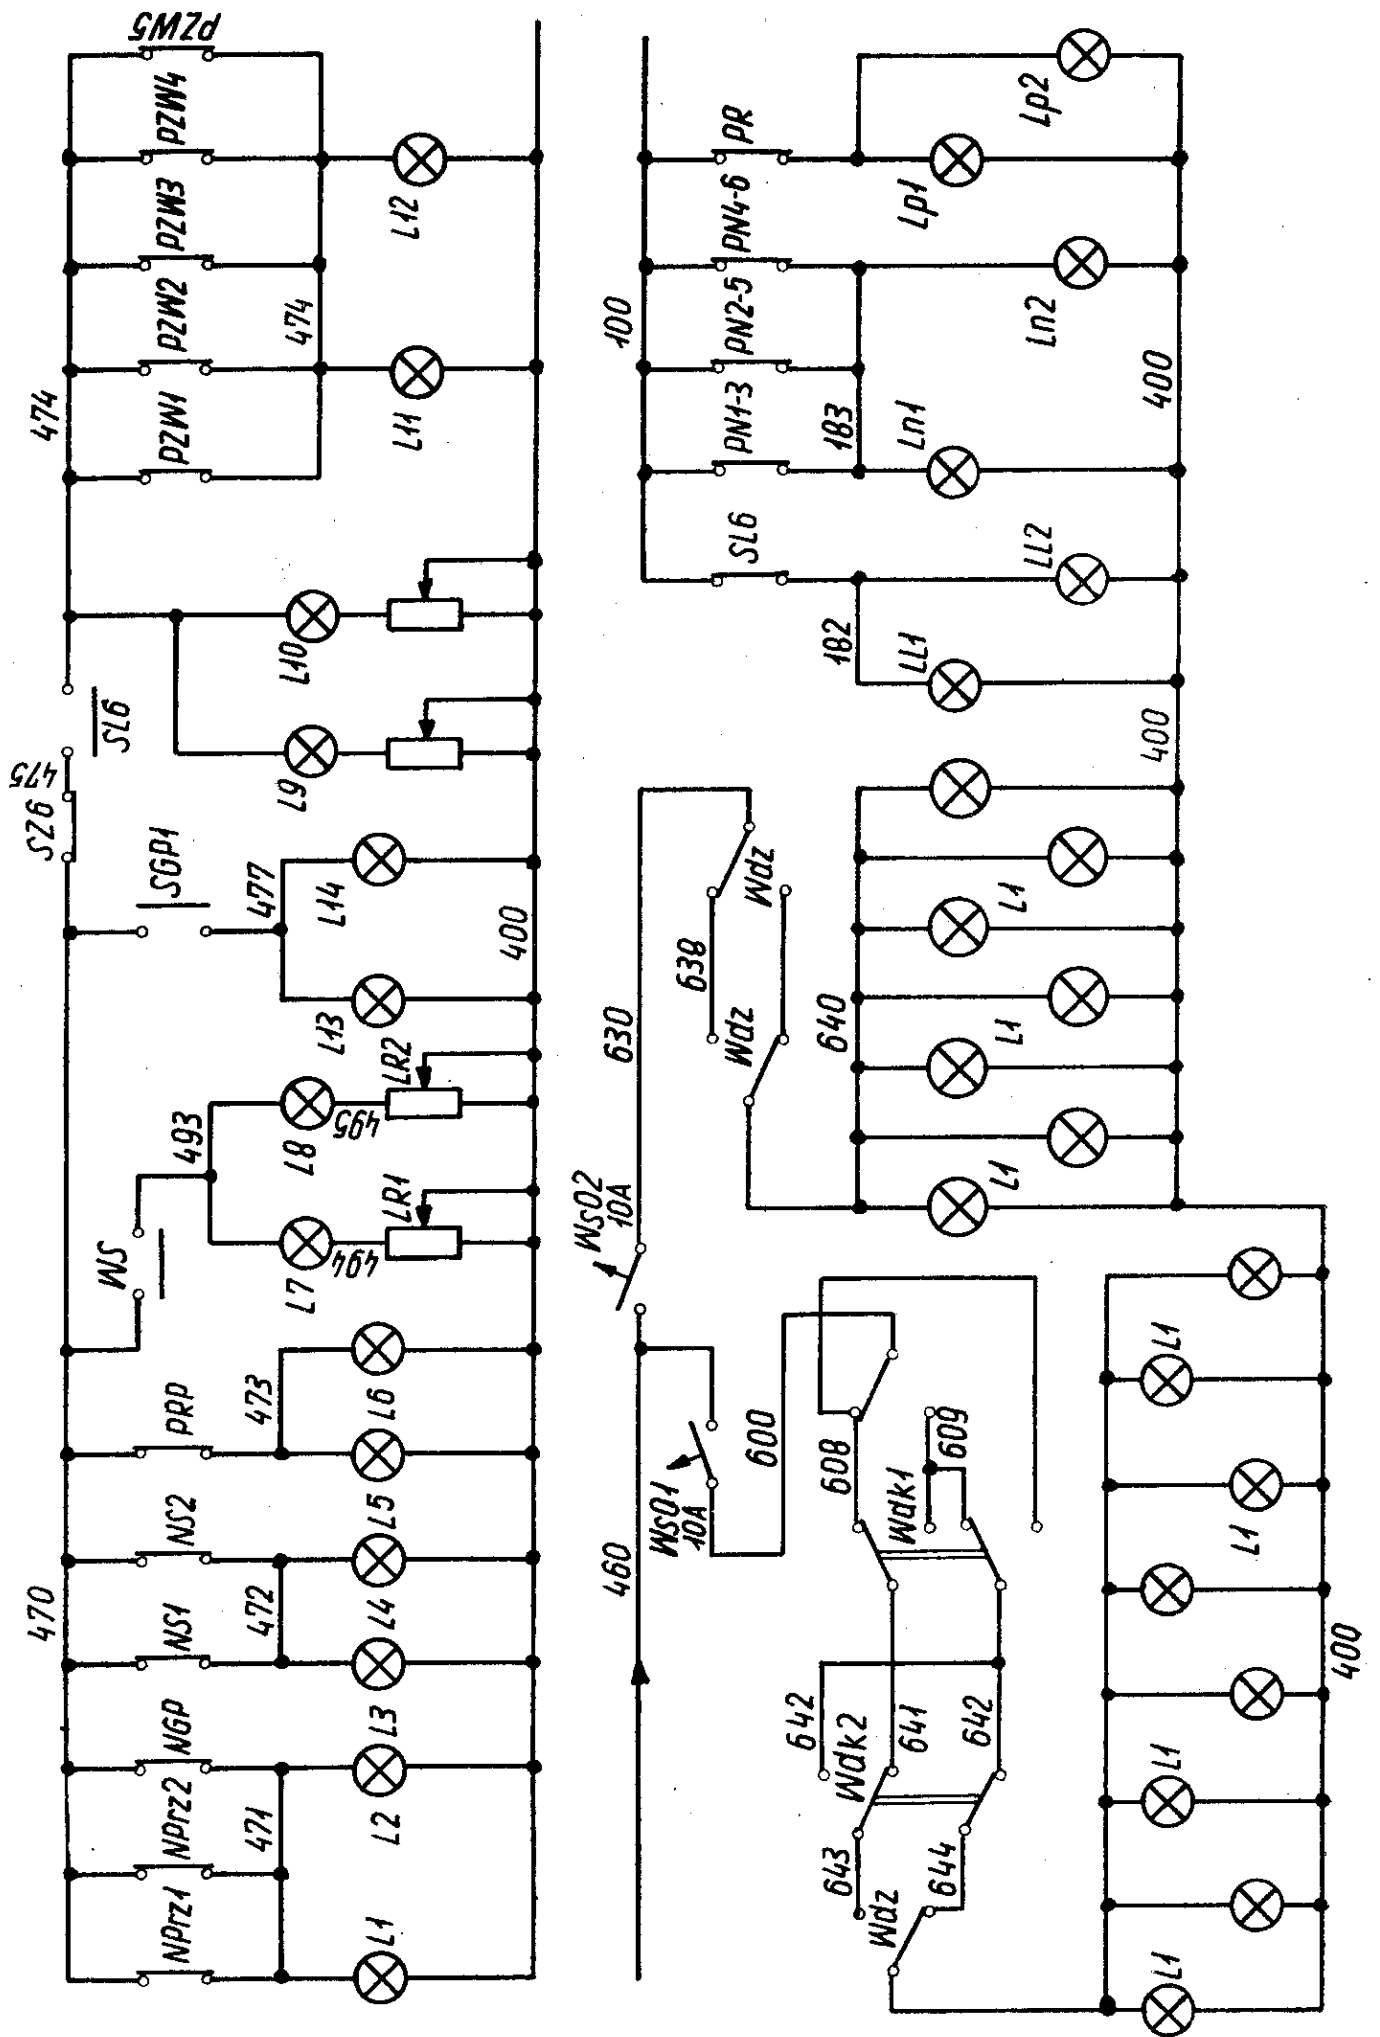 470
NPrz1
NPrz2
NGP
NS1
NS2
PRP
SM
SGP1
SZ6
475
SL6
474
PZW1
PZW2
PZW3
PZW4
PZW5
471
472
473
493
477
474
L1
L2
L3
L4
L5
L6
L7
494
LR1
L8
495
LR2
L13
L14
L9
L10
L11
L12
400
460
WSO1
10A
WSO2
10A
630
100
600
638
Wdz
Wdz
SL6
PN1-3
PN2-5
PN4-6
PR
182
183
643
Wdz
644
Wdk2
642
641
642
608
Wdk1
609
640
L1
L1
L1
LL1
LL2
Ln1
Ln2
Lp1
Lp2
400
400
L1
L1
L1
L1
400